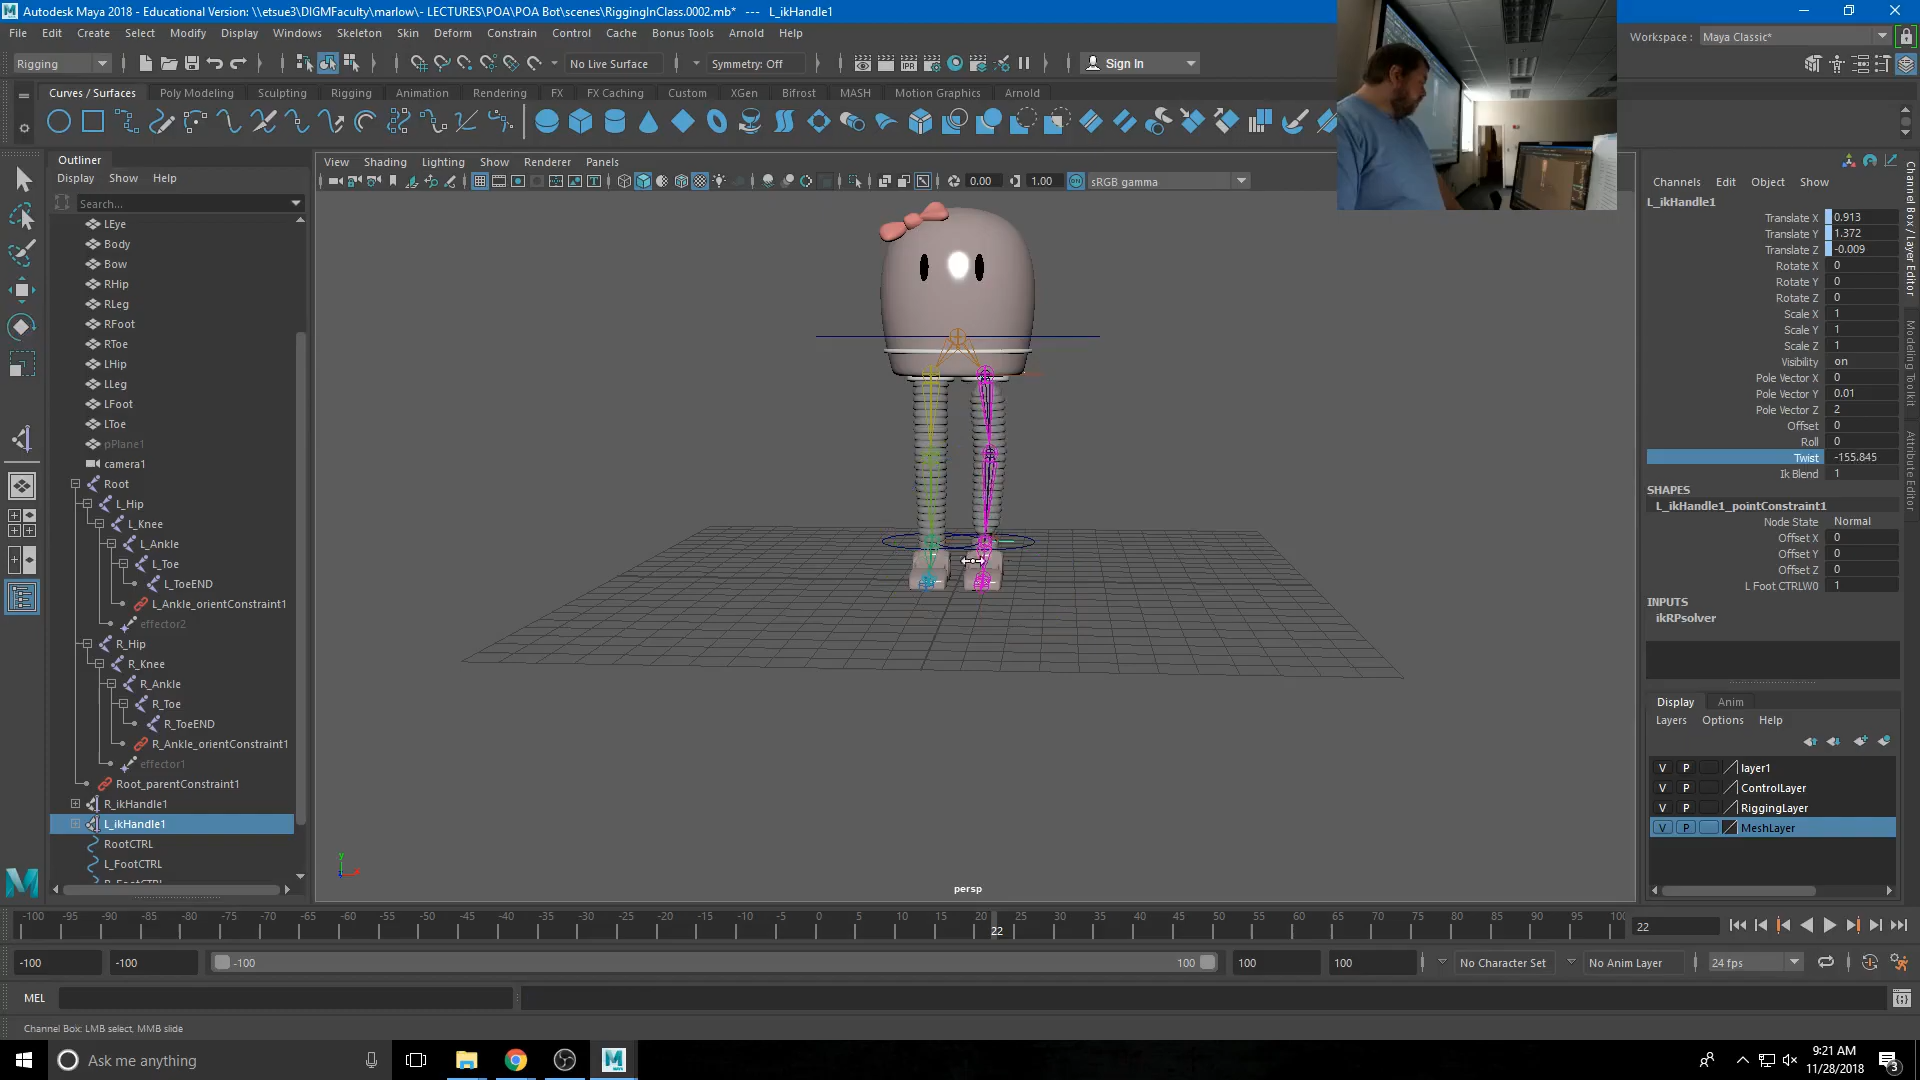 Autodesk Maya 2018 - Educational Version: \\etsue3\DIGMFaculty\marlow\- LECTURES\POA\POA Bot\scenes\RiggingInClass.0002.mb* --- L_ikHandle1
File Edit Create Select Modify Display Windows Skeleton Skin Deform Constrain Control Cache Bonus Tools Arnold Help
Workspace : Maya Classic*
Rigging No Live Surface Symmetry: Off Sign In
Curves / Surfaces Poly Modeling Sculpting Rigging Animation Rendering FX FX Caching Custom XGen Bifrost MASH Motion Graphics Arnold
Outliner
Display Show Help
Search...
LEye
Body
Bow
RHip
RLeg
RFoot
RToe
LHip
LLeg
LFoot
LToe
pPlane1
camera1
Root
L_Hip
L_Knee
L_Ankle
L_Toe
L_ToeEND
L_Ankle_orientConstraint1
effector2
R_Hip
R_Knee
R_Ankle
R_Toe
R_ToeEND
R_Ankle_orientConstraint1
effector1
Root_parentConstraint1
R_ikHandle1
L_ikHandle1
RootCTRL
L_FootCTRL
View Shading Lighting Show Renderer Panels
0.00 1.00 sRGB gamma
y
persp
Channels Edit Object Show
L_ikHandle1
Translate X 0.913
Translate Y 1.372
Translate Z -0.009
Rotate X 0
Rotate Y 0
Rotate Z 0
Scale X 1
Scale Y 1
Scale Z 1
Visibility on
Pole Vector X 0
Pole Vector Y 0.01
Pole Vector Z 2
Offset 0
Roll 0
Twist -155.845
Ik Blend 1
SHAPES
L_ikHandle1_pointConstraint1
Node State Normal
Offset X 0
Offset Y 0
Offset Z 0
L Foot CTRLW0 1
INPUTS
ikRPsolver
Display Anim
Layers Options Help
V P layer1
V P ControlLayer
V P RiggingLayer
V P MeshLayer
Channel Box / Layer Editor
Modeling Toolkit
Attribute Editor
-100 -95 -90 -85 -80 -75 -70 -65 -60 -55 -50 -45 -40 -35 -30 -25 -20 -15 -10 -5 0 5 10 15 20 25 30 35 40 45 50 55 60 65 70 75 80 85 90 95 100
22
22
-100 -100 -100 100 100 100 No Character Set No Anim Layer 24 fps
MEL
Channel Box: LMB select, MMB slide
Ask me anything
9:21 AM
11/28/2018
3